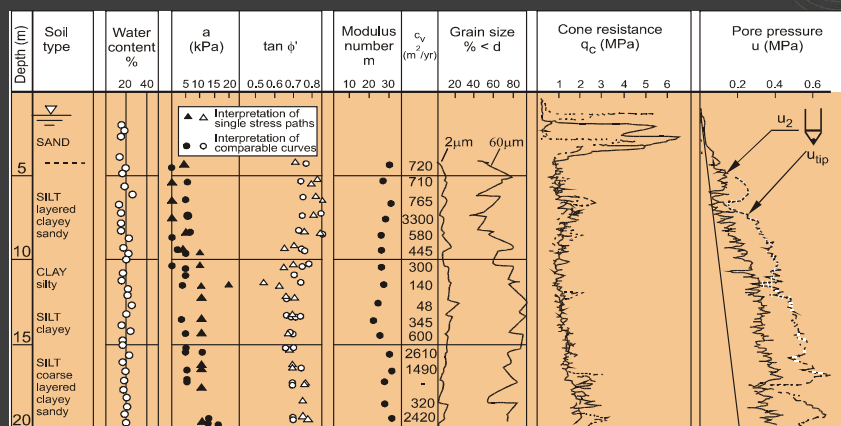 Depth (m)
Soil
type
Water
content
%
20 40
a
(kPa)
5 10 15 20
tan ϕ'
0.5 0.6 0.7 0.8
Modulus
number
m
10 20 30
c_v
(m²/yr)
Grain size
% < d
20 40 60 80
Cone resistance
q_c (MPa)
1 2 3 4 5 6
Pore pressure
u (MPa)
0.2 0.4 0.6
Interpretation of
single stress paths
Interpretation of
comparable curves
2μm
60μm
u₂
u_tip
SAND
5
SILT
layered
clayey
sandy
10
CLAY
silty
SILT
clayey
15
SILT
coarse
layered
clayey
sandy
20
720
710
765
3300
580
445
300
140
48
345
600
2610
1490
-
320
2420